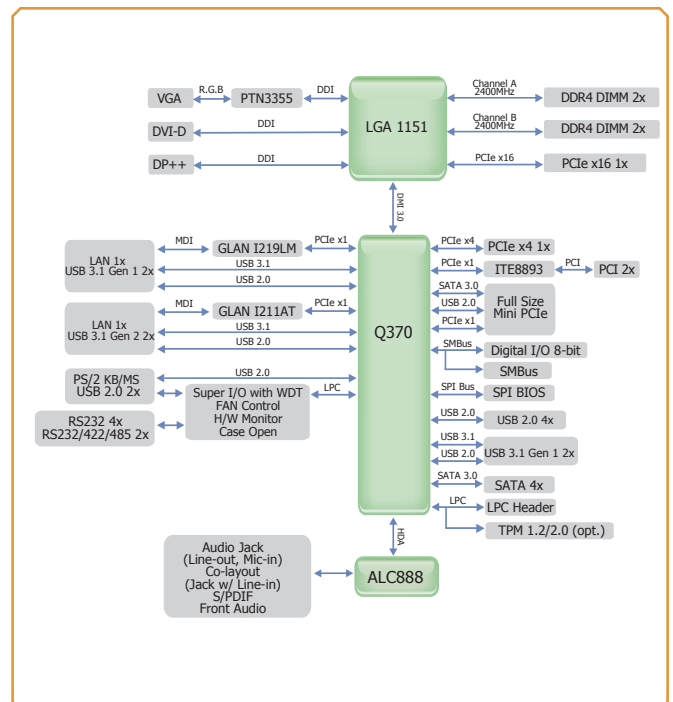 VGA
R.G.B
PTN3355
DDI
DVI-D
DDI
DP++
DDI
LGA 1151
Channel A
2400MHz
DDR4 DIMM 2x
Channel B
2400MHz
DDR4 DIMM 2x
PCIe x16
PCIe x16 1x
DMI 3.0
LAN 1x
USB 3.1 Gen 1 2x
MDI
GLAN I219LM
PCIe x1
USB 3.1
USB 2.0
LAN 1x
USB 3.1 Gen 2 2x
MDI
GLAN I211AT
PCIe x1
USB 3.1
USB 2.0
PS/2 KB/MS
USB 2.0 2x
USB 2.0
Super I/O with WDT
FAN Control
H/W Monitor
Case Open
LPC
RS232 4x
RS232/422/485 2x
Q370
PCIe x4
PCIe x4 1x
PCIe x1
ITE8893
PCI
PCI 2x
SATA 3.0
USB 2.0
PCIe x1
Full Size
Mini PCIe
SMBus
Digital I/O 8-bit
SMBus
SPI Bus
SPI BIOS
USB 2.0
USB 2.0 4x
USB 3.1
USB 2.0
USB 3.1 Gen 1 2x
SATA 3.0
SATA 4x
LPC
LPC Header
TPM 1.2/2.0 (opt.)
HDA
Audio Jack
(Line-out, Mic-in)
Co-layout
(Jack w/ Line-in)
S/PDIF
Front Audio
ALC888